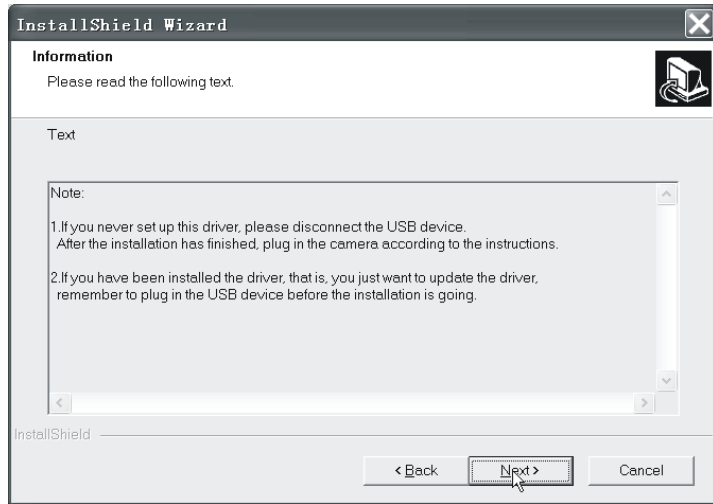 InstallShield Wizard
Information
Please read the following text.
Text
Note:
1.If you never set up this driver, please disconnect the USB device.
After the installation has finished, plug in the camera according to the instructions.
2.If you have been installed the driver, that is, you just want to update the driver,
remember to plug in the USB device before the installation is going.
InstallShield
< Back
Next >
Cancel